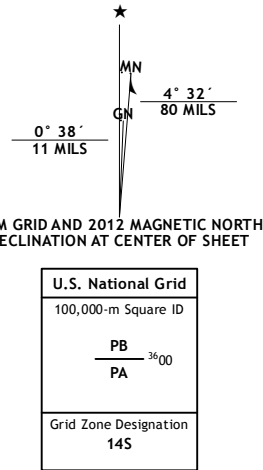 ★
MN
GN
4° 32´
80 MILS
0° 38´
11 MILS
M GRID AND 2012 MAGNETIC NORTH
ECLINATION AT CENTER OF SHEET
U.S. National Grid
100,000-m Square ID
PB
3600
PA
Grid Zone Designation
14S